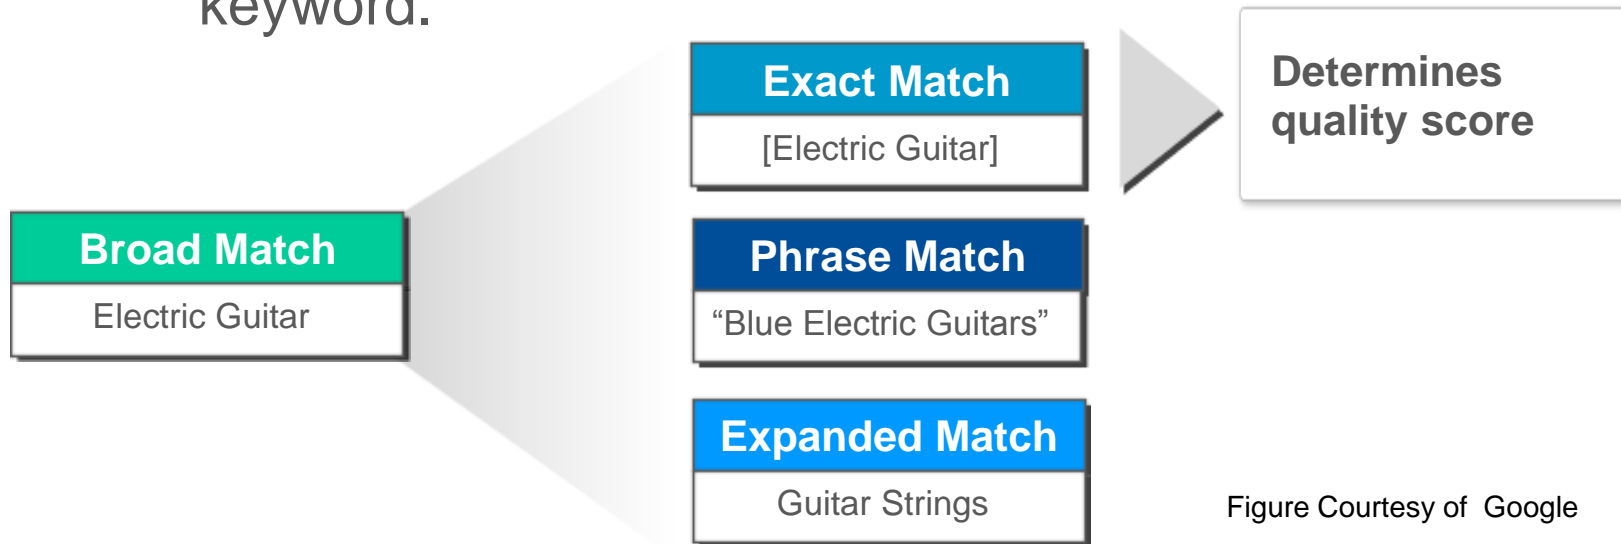 keyword.
Exact Match
[Electric Guitar]
Determines
quality score
Broad Match
Electric Guitar
Phrase Match
“Blue Electric Guitars”
Expanded Match
Guitar Strings
Figure Courtesy of Google